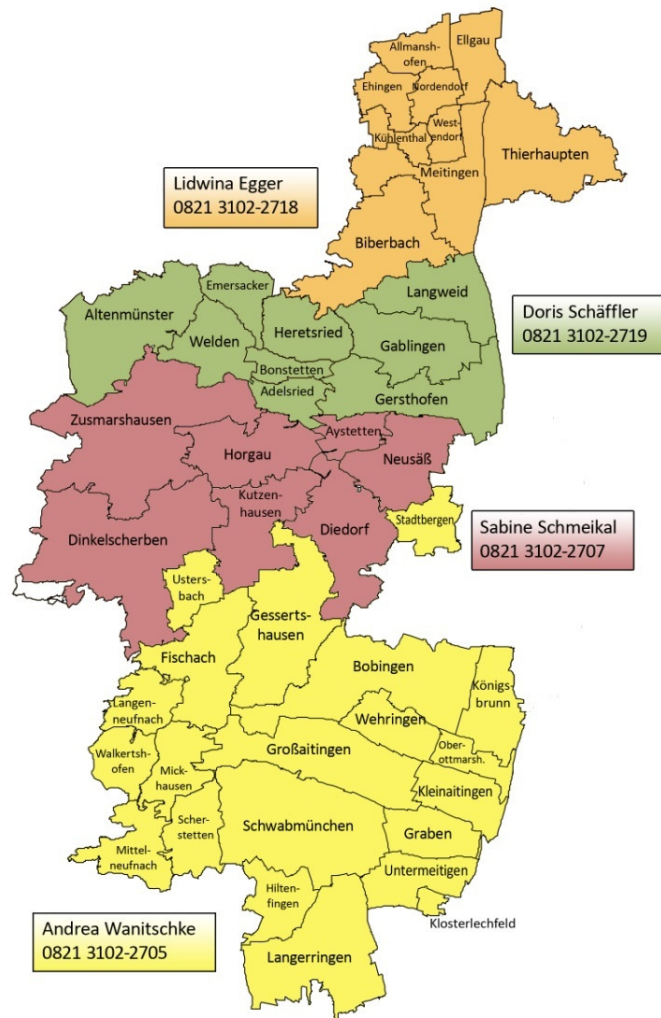 Allmans-
hofen
Ellgau
Ehingen
Nordendorf
West-
endorf
Kühlenthal
Thierhaupten
Meitingen
Lidwina Egger
0821 3102-2718
Biberbach
Emersacker
Langweid
Altenmünster
Heretsried
Doris Schäffler
0821 3102-2719
Welden
Gablingen
Bonstetten
Adelsried
Gersthofen
Zusmarshausen
Aystetten
Horgau
Neusäß
Kutzen-
hausen
Stadtbergen
Diedorf
Sabine Schmeikal
0821 3102-2707
Dinkelscherben
Usters-
bach
Gesserts-
hausen
Fischach
Bobingen
Königs
brunn
Langen-
neufnach
Wehringen
Großaitingen
Ober-
ottmarsh.
Walkertsh-
ofen
Mick-
hausen
Kleinaitingen
Scher-
stetten
Schwabmünchen
Graben
Mittel-
neufnach
Untermeitigen
Hilten-
fingen
Klosterlechfeld
Andrea Wanitschke
0821 3102-2705
Langerringen